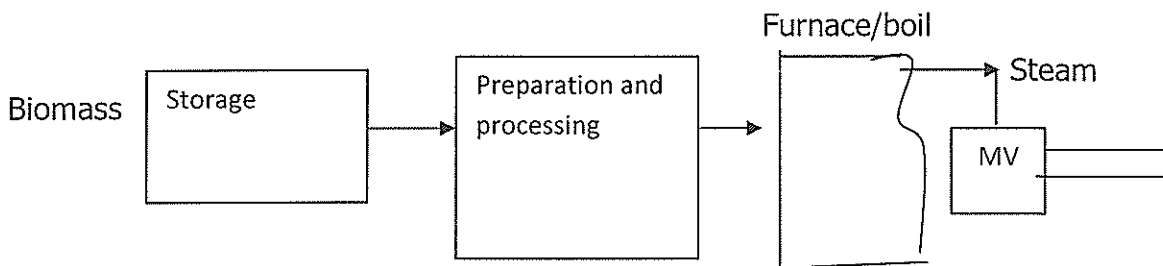 Furnace/boil
Biomass
Storage
Preparation and
processing
Steam
MV